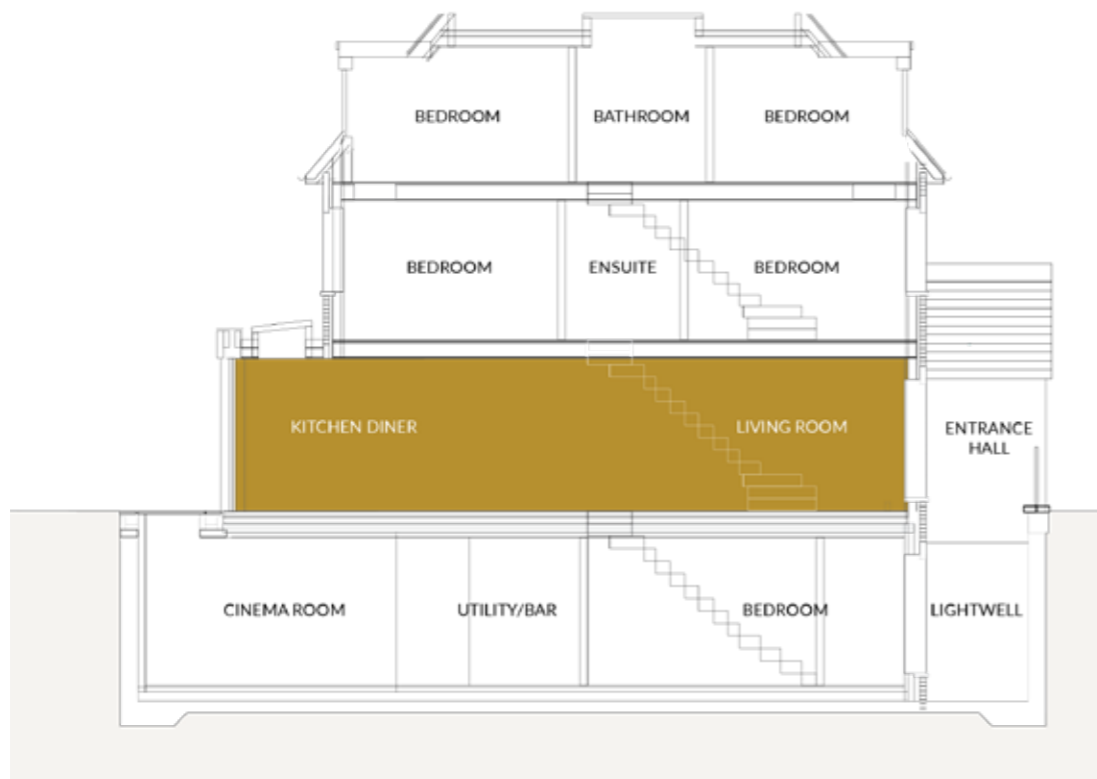 BEDROOM
BATHROOM
BEDROOM
BEDROOM
ENSUITE
BEDROOM
KITCHEN DINER
LIVING ROOM
ENTRANCE
HALL
CINEMA ROOM
UTILITY/BAR
BEDROOM
LIGHTWELL